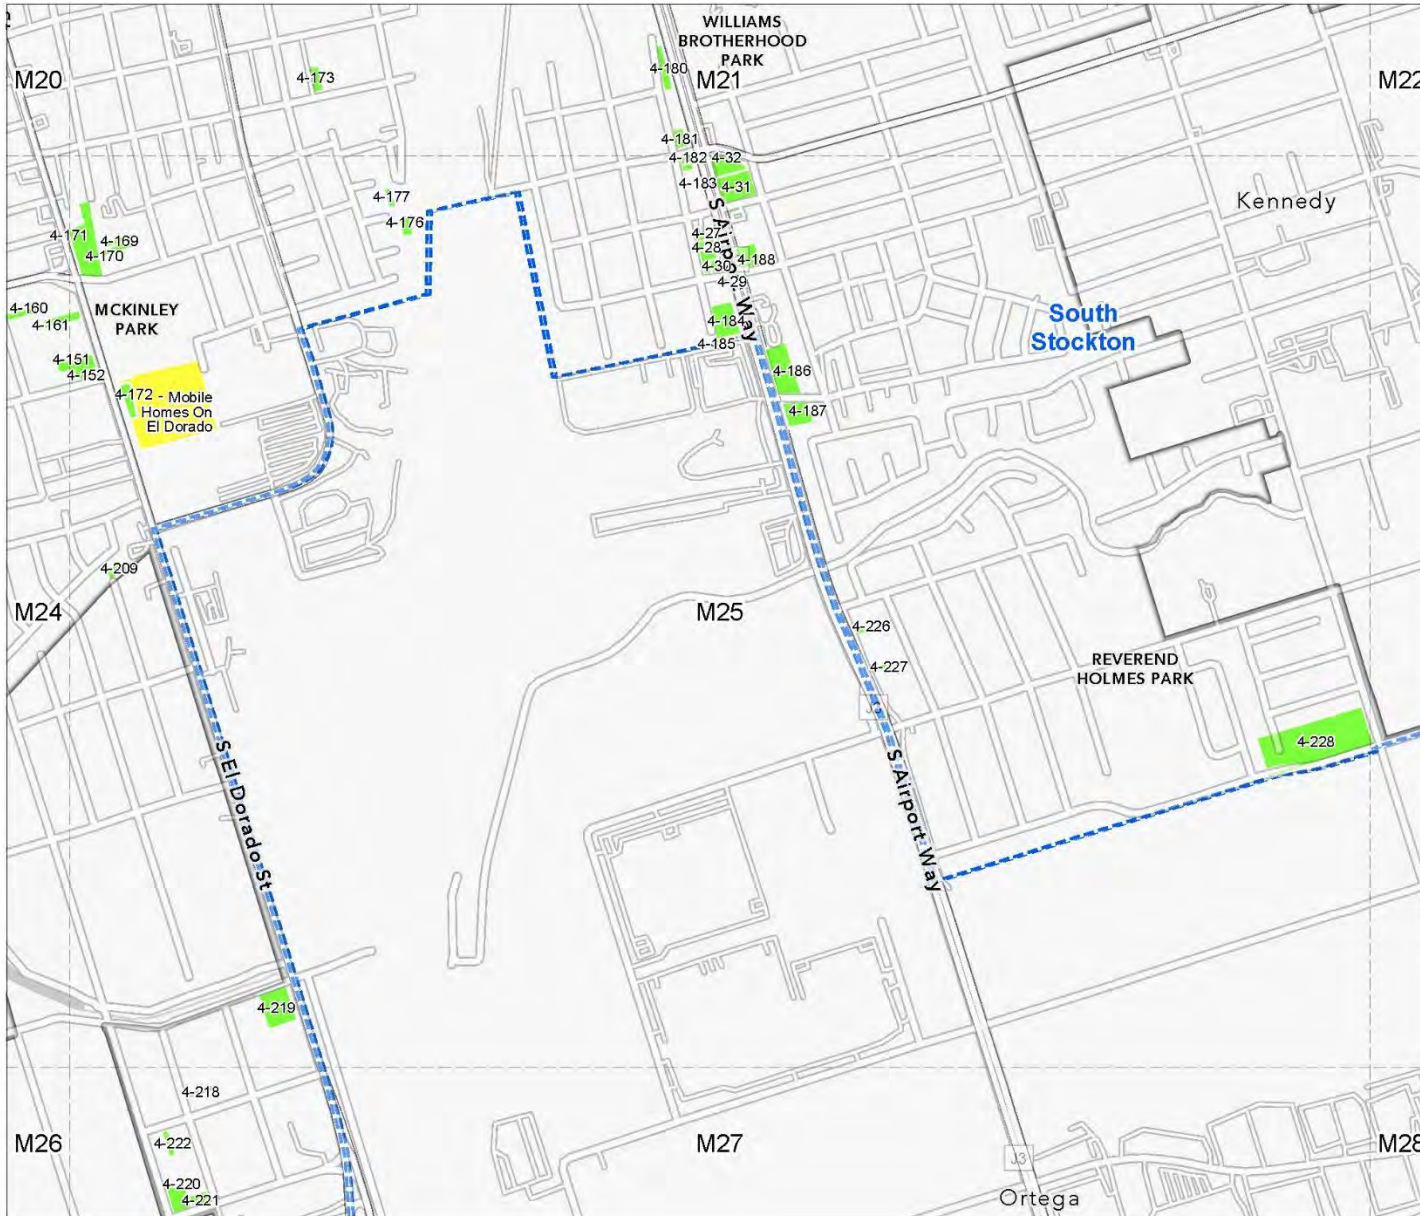 WILLIAMS
BROTHERHOOD
PARK
M20
4-173
4-180
M21
M22
4-181
4-182
4-32
4-183
4-31
4-177
4-176
Kennedy
4-171
4-169
4-170
4-27
4-28
4-188
4-30
4-29
S Airport Way
4-160
4-161
MCKINLEY
PARK
4-184
4-185
South
Stockton
4-151
4-152
4-186
4-172 - Mobile
Homes On
El Dorado
4-187
4-209
M24
M25
4-226
4-227
REVEREND
HOLMES PARK
4-228
S El Dorado St
S Airport Way
4-219
4-218
4-222
M26
M27
M28
J3
4-220
4-221
Ortega